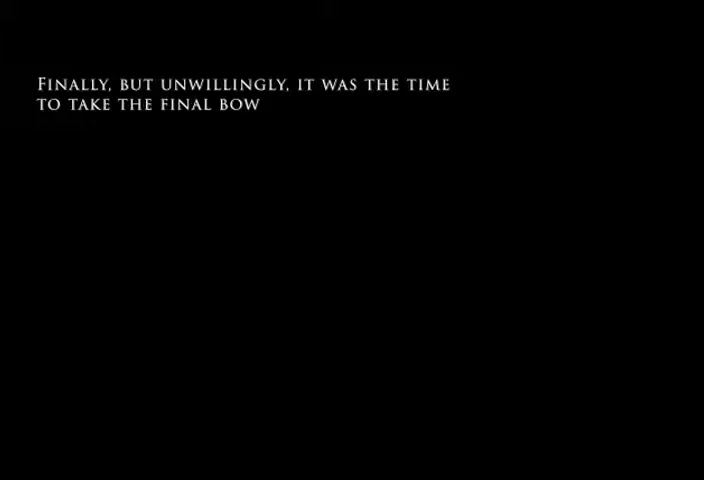 Finally, but unwillingly, it was the time
to take the final bow